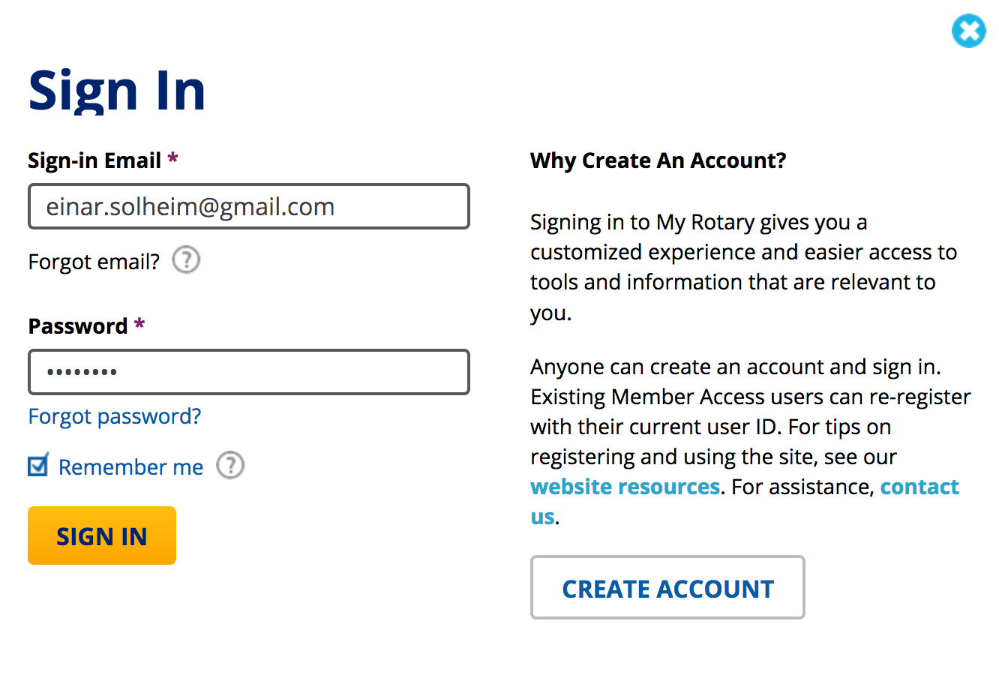 Sign In
Sign-in Email *
einar.solheim@gmail.com
Forgot email? ?
Password *
••••••••
Forgot password?
Remember me ?
SIGN IN
Why Create An Account?
Signing in to My Rotary gives you a
customized experience and easier access to
tools and information that are relevant to
you.
Anyone can create an account and sign in.
Existing Member Access users can re-register
with their current user ID. For tips on
registering and using the site, see our
website resources. For assistance, contact
us.
CREATE ACCOUNT